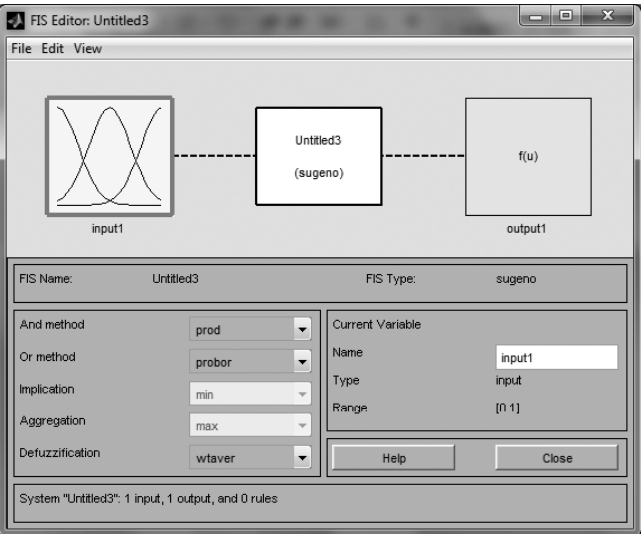 FIS Editor: Untitled3
File Edit View
input1
Untitled3
(sugeno)
f(u)
output1
FIS Name: Untitled3 FIS Type: sugeno
And method prod
Or method probor
Implication min
Aggregation max
Defuzzification wtaver
Current Variable
Name input1
Type input
Range [0 1]
Help Close
System "Untitled3": 1 input, 1 output, and 0 rules